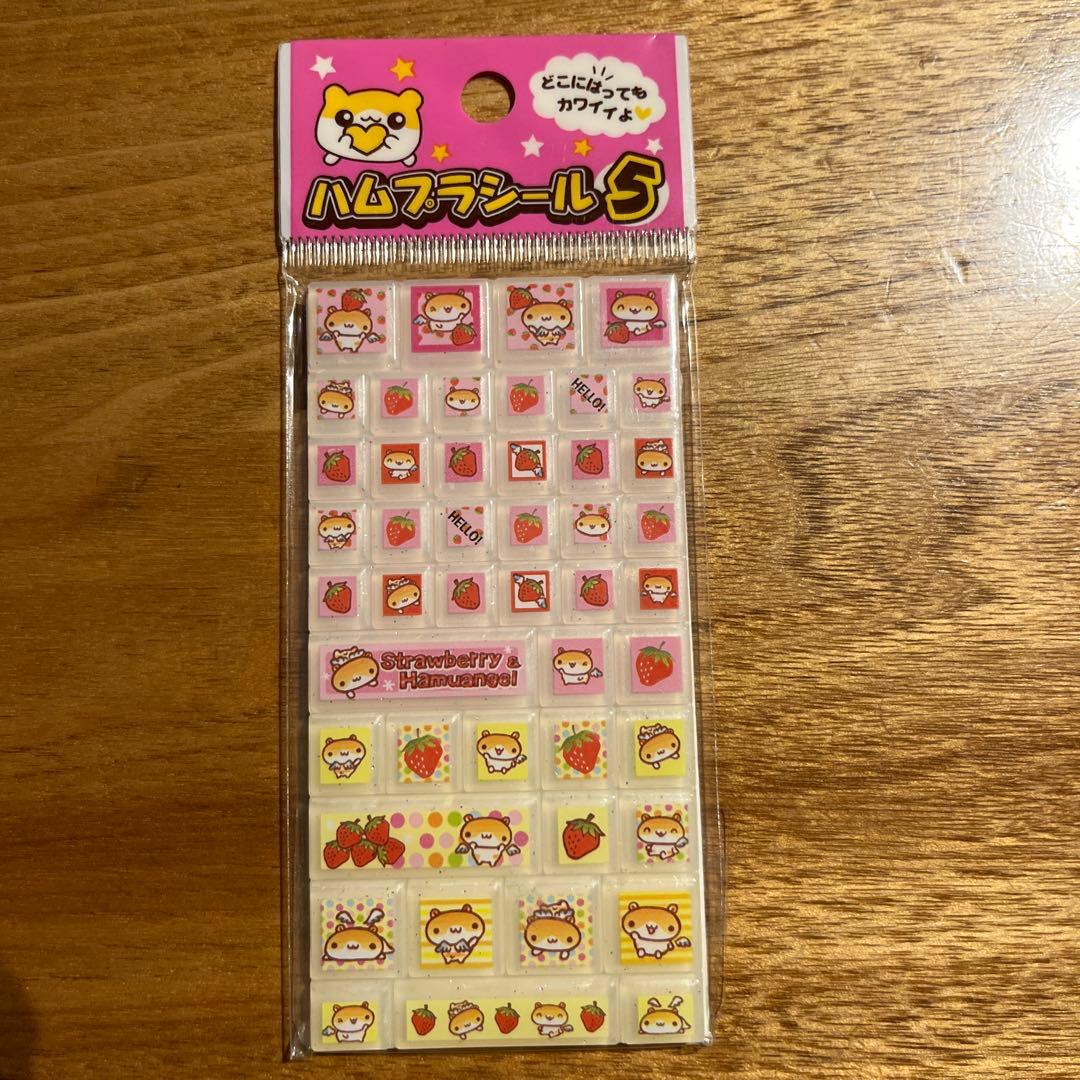 どこにはっても
カワイイよ
ハムプラシール5
HELLO!
HELLO!
Strawberry &
Hamuangel